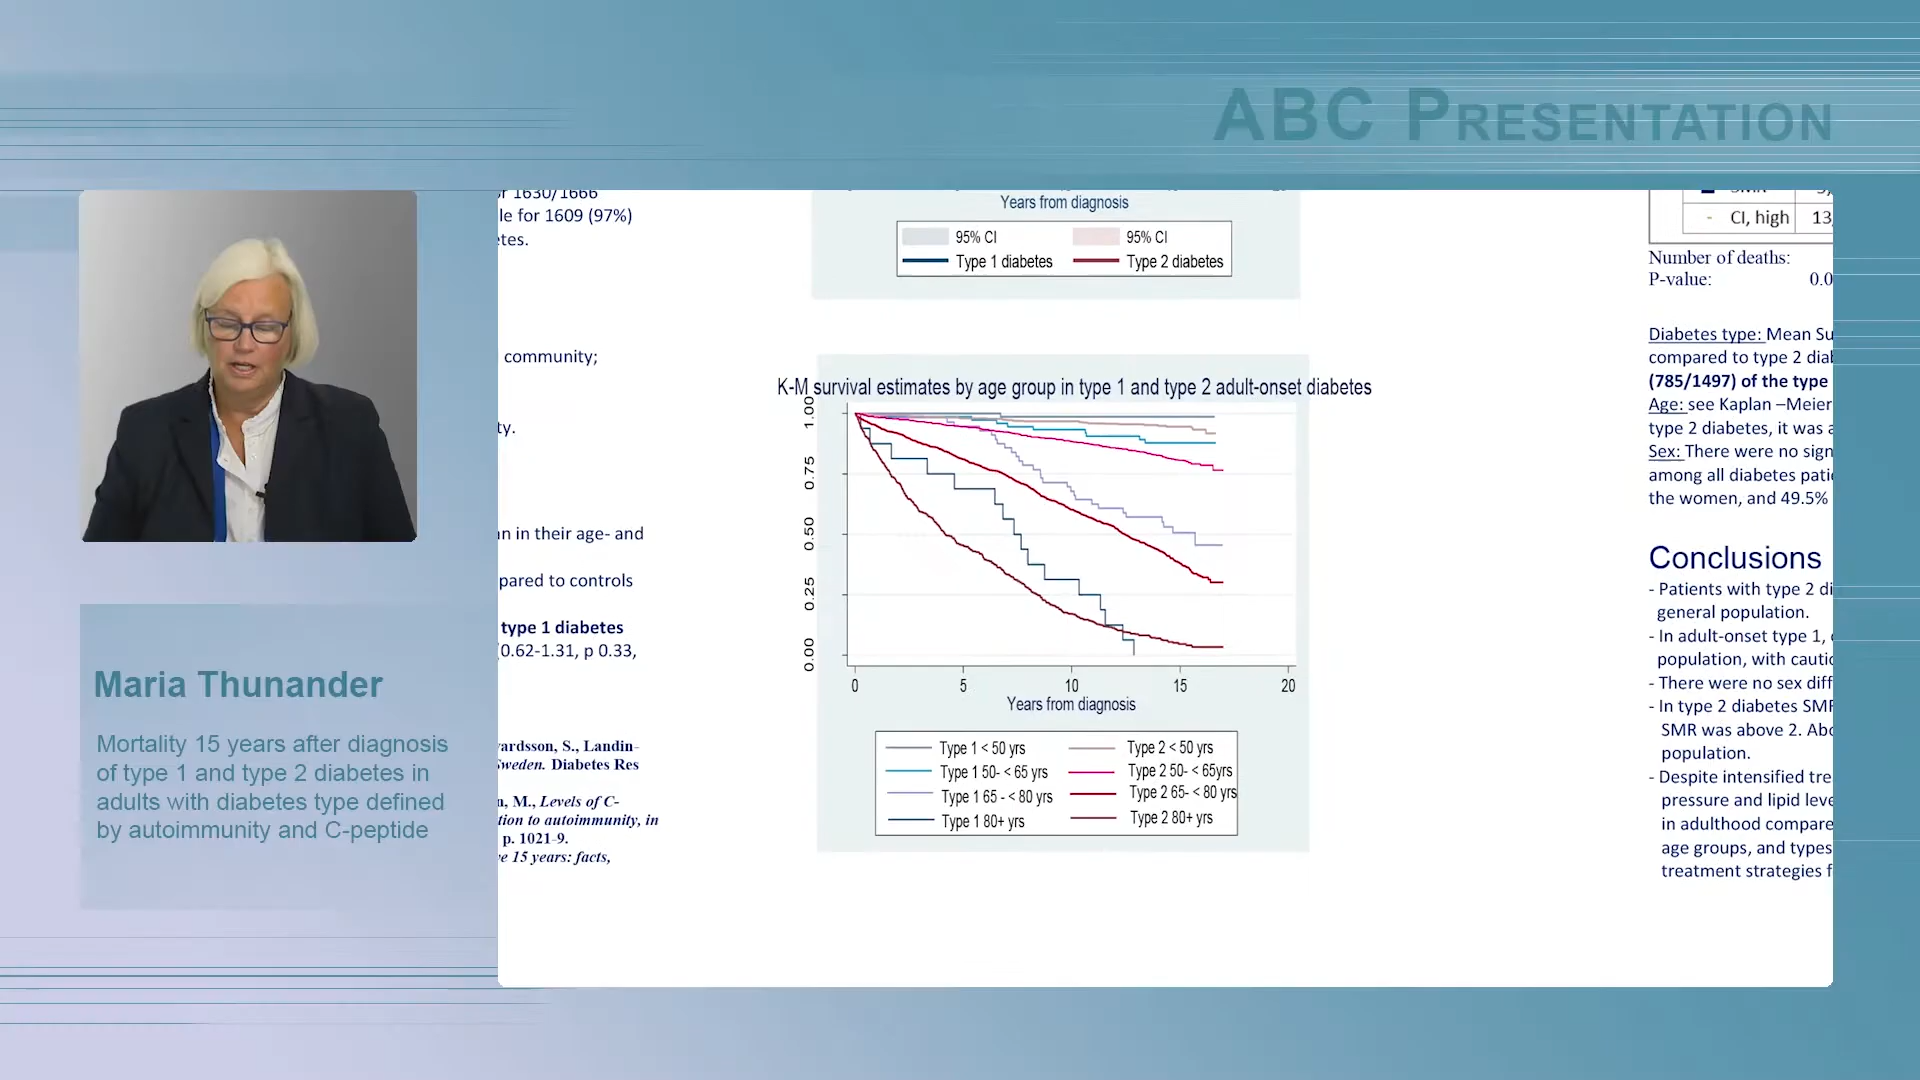 ABC PRESENTATION
Maria Thunander
Mortality 15 years after diagnosis
of type 1 and type 2 diabetes in
adults with diabetes type defined
by autoimmunity and C-peptide
1630/1666
le for 1609 (97%)
etes.
community;
ty.
n in their age- and
pared to controls
type 1 diabetes
0.62-1.31, p 0.33,
ardsson, S., Landin-
Sweden. Diabetes Res
n, M., Levels of C-
tion to autoimmunity, in
p. 1021-9.
e 15 years: facts,
Years from diagnosis
95% CI 95% CI
Type 1 diabetes Type 2 diabetes
K-M survival estimates by age group in type 1 and type 2 adult-onset diabetes
1.00
0.75
0.50
0.25
0.00
0 5 10 15 20
Years from diagnosis
Type 1 < 50 yrs Type 2 < 50 yrs
Type 1 50- < 65 yrs Type 2 50- < 65yrs
Type 1 65 - < 80 yrs Type 2 65- < 80 yrs
Type 1 80+ yrs Type 2 80+ yrs
CI, high 13,
Number of deaths:
P-value: 0.0
Diabetes type: Mean Su
compared to type 2 diab
(785/1497) of the type
Age: see Kaplan –Meier
type 2 diabetes, it was a
Sex: There were no sign
among all diabetes patie
the women, and 49.5%
Conclusions
- Patients with type 2 di
general population.
- In adult-onset type 1,
population, with cautio
- There were no sex diff
- In type 2 diabetes SMR
SMR was above 2. Abo
population.
- Despite intensified tre
pressure and lipid leve
in adulthood compare
age groups, and types
treatment strategies f